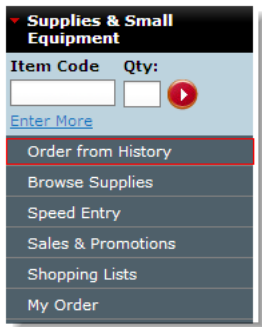 Supplies & Small
Equipment
Item Code Qty:
Enter More
Order from History
Browse Supplies
Speed Entry
Sales & Promotions
Shopping Lists
My Order